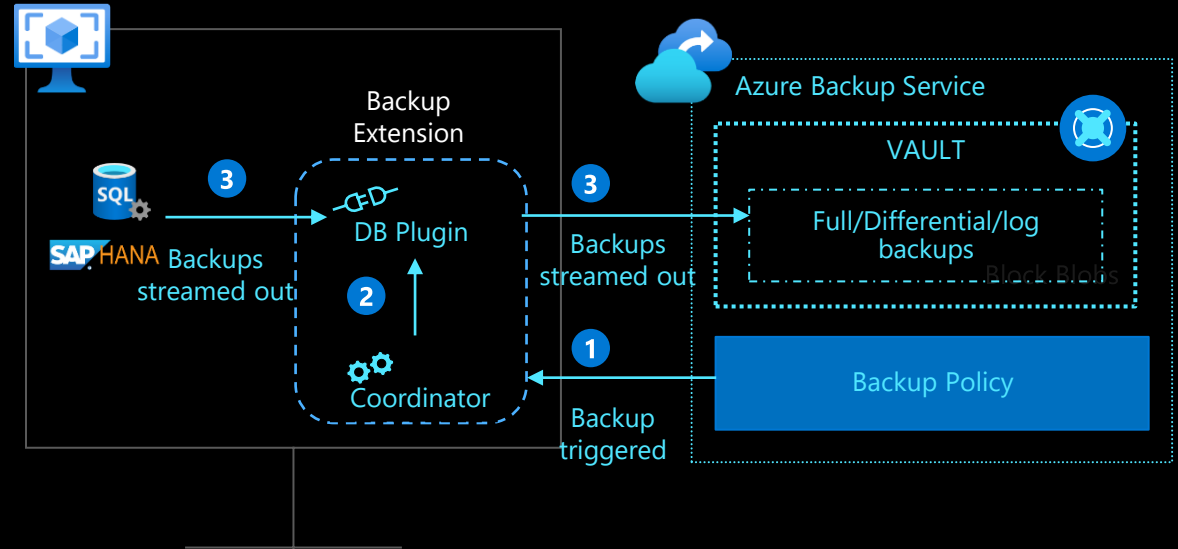 Backup
Extension
Azure Backup Service
VAULT
SQL
3
DB Plugin
3
Full/Differential/log
backups
Block Blobs
SAP HANA
Backups
streamed out
2
Backups
streamed out
1
Coordinator
Backup Policy
Backup
triggered